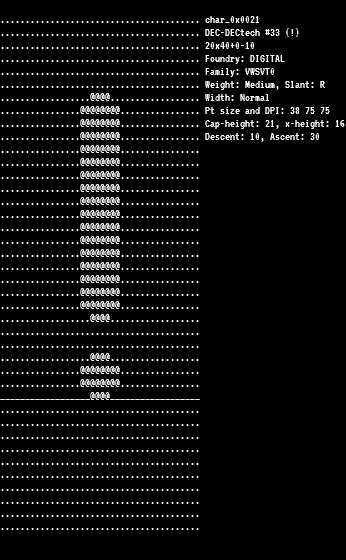 char_0x0021
DEC-DECtech #33 (!)
20x40+0-10
Foundry: DIGITAL
Family: VWSVT0
Weight: Medium, Slant: R
Width: Normal
Pt size and DPI: 38 75 75
Cap-height: 21, x-height: 16
Descent: 10, Ascent: 30